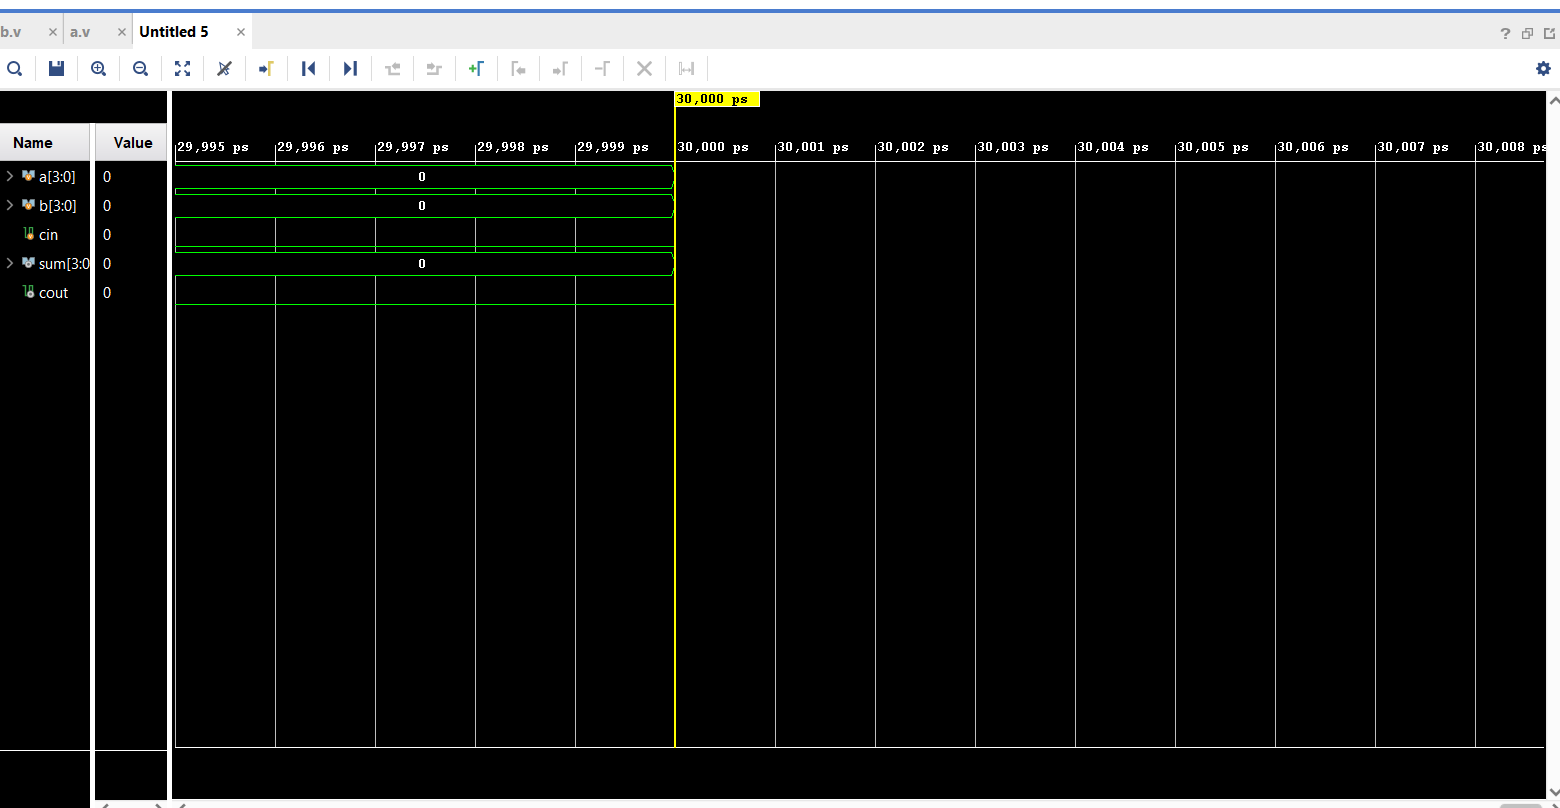 b.v a.v Untitled 5
30,000 ps
Name Value 29,995 ps 29,996 ps 29,997 ps 29,998 ps 29,999 ps 30,000 ps 30,001 ps 30,002 ps 30,003 ps 30,004 ps 30,005 ps 30,006 ps 30,007 ps 30,008 ps
a[3:0] 0 0
b[3:0] 0 0
cin 0
sum[3:0 0 0
cout 0